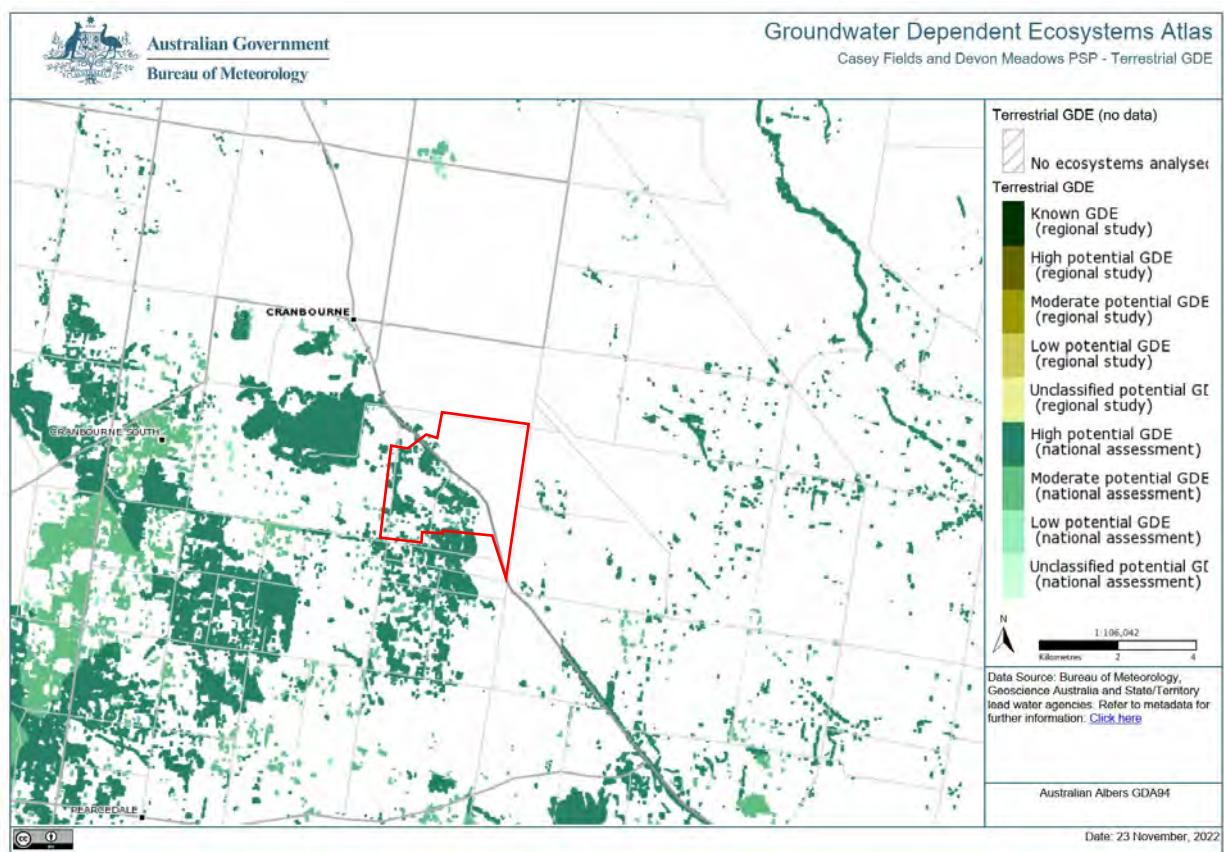 Australian Government
Bureau of Meteorology
Groundwater Dependent Ecosystems Atlas
Casey Fields and Devon Meadows PSP - Terrestrial GDE
CRANBOURNE
CRANBOURNE SOUTH
PEARCEDALE
Terrestrial GDE (no data)
No ecosystems analysed
Terrestrial GDE
Known GDE
(regional study)
High potential GDE
(regional study)
Moderate potential GDE
(regional study)
Low potential GDE
(regional study)
Unclassified potential GE
(regional study)
High potential GDE
(national assessment)
Moderate potential GDE
(national assessment)
Low potential GDE
(national assessment)
Unclassified potential GE
(national assessment)
N
1:106,042
Kilometres 2 4
Data Source: Bureau of Meteorology,
Geoscience Australia and State/Territory
lead water agencies. Refer to metadata for
further information: Click here
Australian Albers GDA94
cc
Date: 23 November, 2022